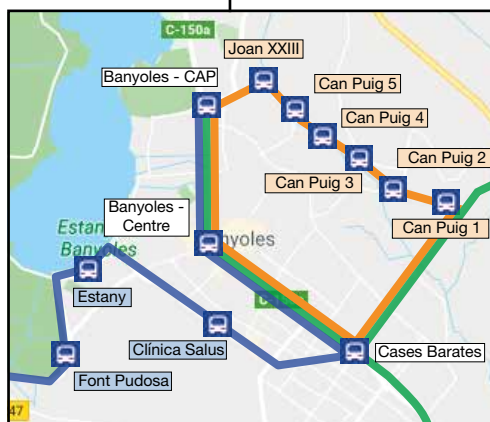 C-150a
Joan XXIII
Banyoles - CAP
Can Puig 5
Can Puig 4
Can Puig 2
Can Puig 3
Banyoles -
Centre
Can Puig 1
Banyoles
Estany
Clínica Salus
Cases Barates
Font Pudosa
47